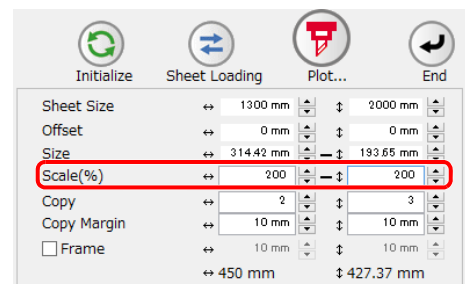 Initialize Sheet Loading Plot... End
Sheet Size ↔ 1300 mm ↕ 2000 mm
Offset ↔ 0 mm ↕ 0 mm
Size ↔ 314.42 mm ↕ 193.65 mm
Scale(%) ↔ 200 ↕ 200
Copy ↔ 2 ↕ 3
Copy Margin ↔ 10 mm ↕ 10 mm
Frame ↔ 10 mm ↕ 10 mm
↔ 450 mm ↕ 427.37 mm